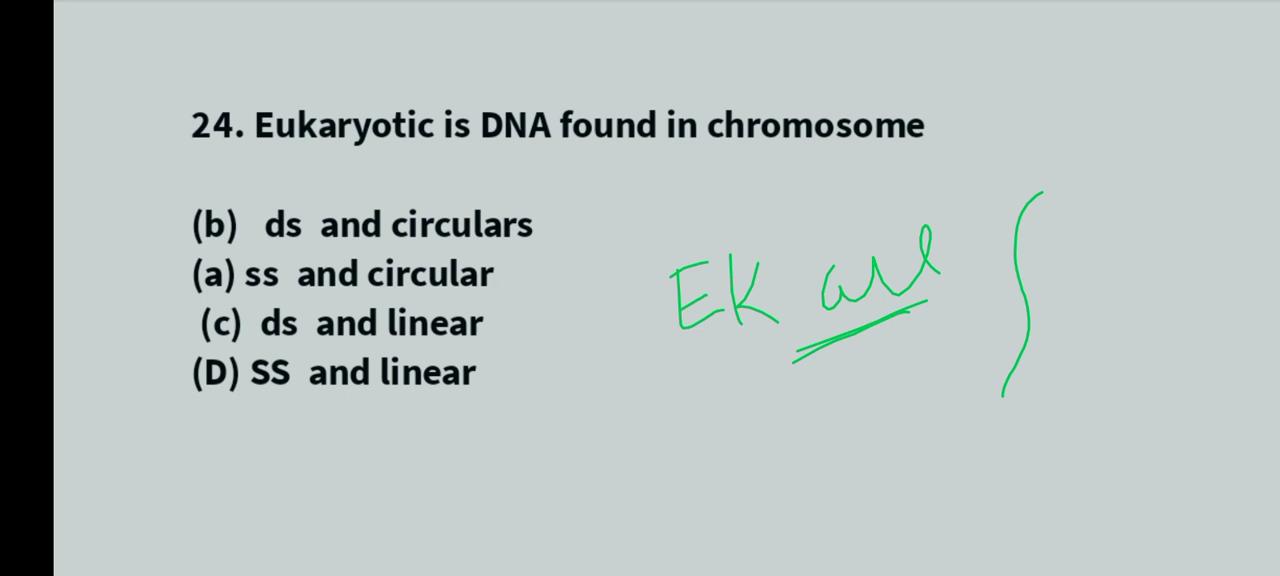 24. Eukaryotic is DNA found in chromosome
(b) ds and circulars
(a) ss and circular
(c) ds and linear
(D) SS and linear
EK